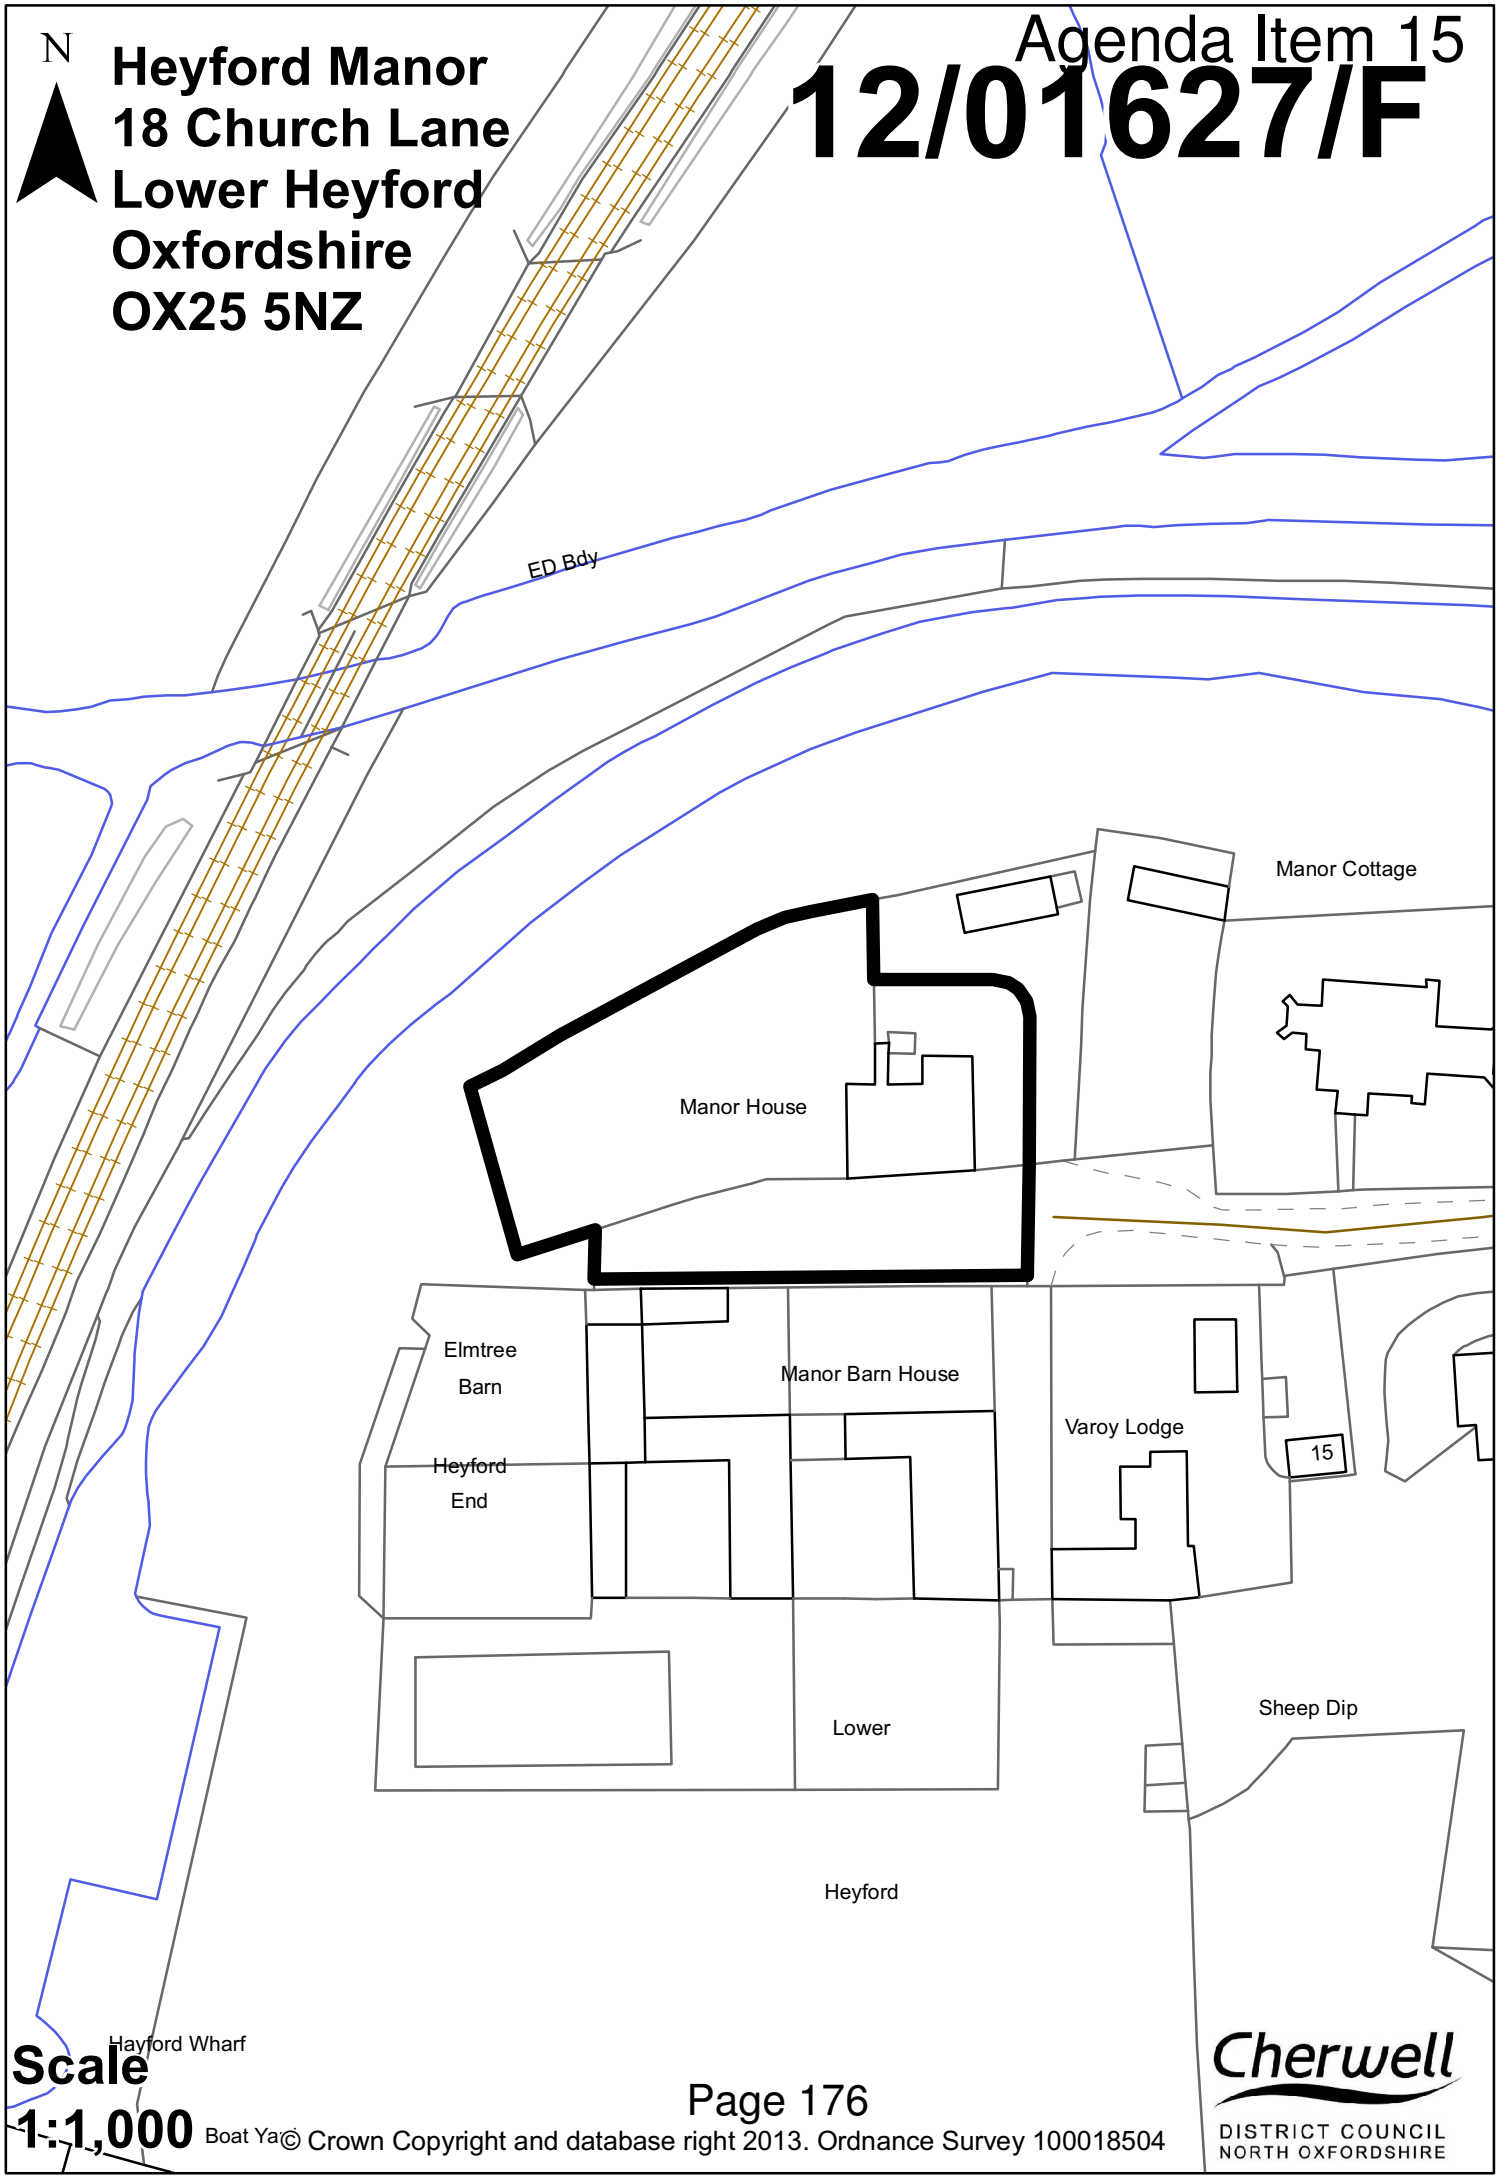 Agenda Item 15
N
Heyford Manor
18 Church Lane
Lower Heyford
Oxfordshire
OX25 5NZ
12/01627/F
ED Bdy
Manor Cottage
Manor House
Elmtree
Barn
Manor Barn House
Varoy Lodge
15
Heyford
End
Sheep Dip
Lower
Heyford
Hayford Wharf
Scale
1:1,000
Boat Ya
Page 176
© Crown Copyright and database right 2013. Ordnance Survey 100018504
Cherwell
DISTRICT COUNCIL
NORTH OXFORDSHIRE